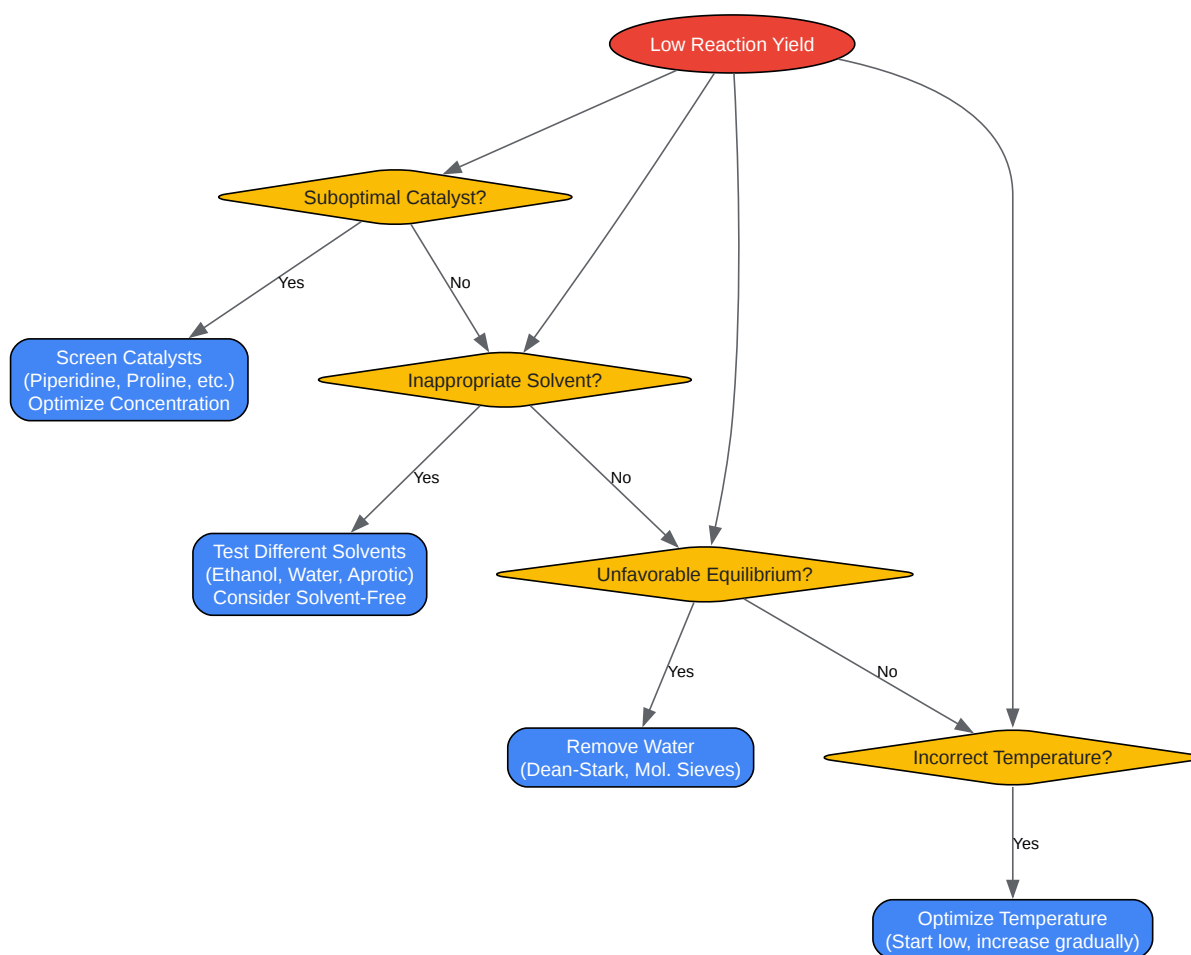 Low Reaction Yield
Suboptimal Catalyst?
Yes
No
Screen Catalysts
(Piperidine, Proline, etc.)
Optimize Concentration
Inappropriate Solvent?
Yes
No
Test Different Solvents
(Ethanol, Water, Aprotic)
Consider Solvent-Free
Unfavorable Equilibrium?
Yes
No
Remove Water
(Dean-Stark, Mol. Sieves)
Incorrect Temperature?
Yes
Optimize Temperature
(Start low, increase gradually)